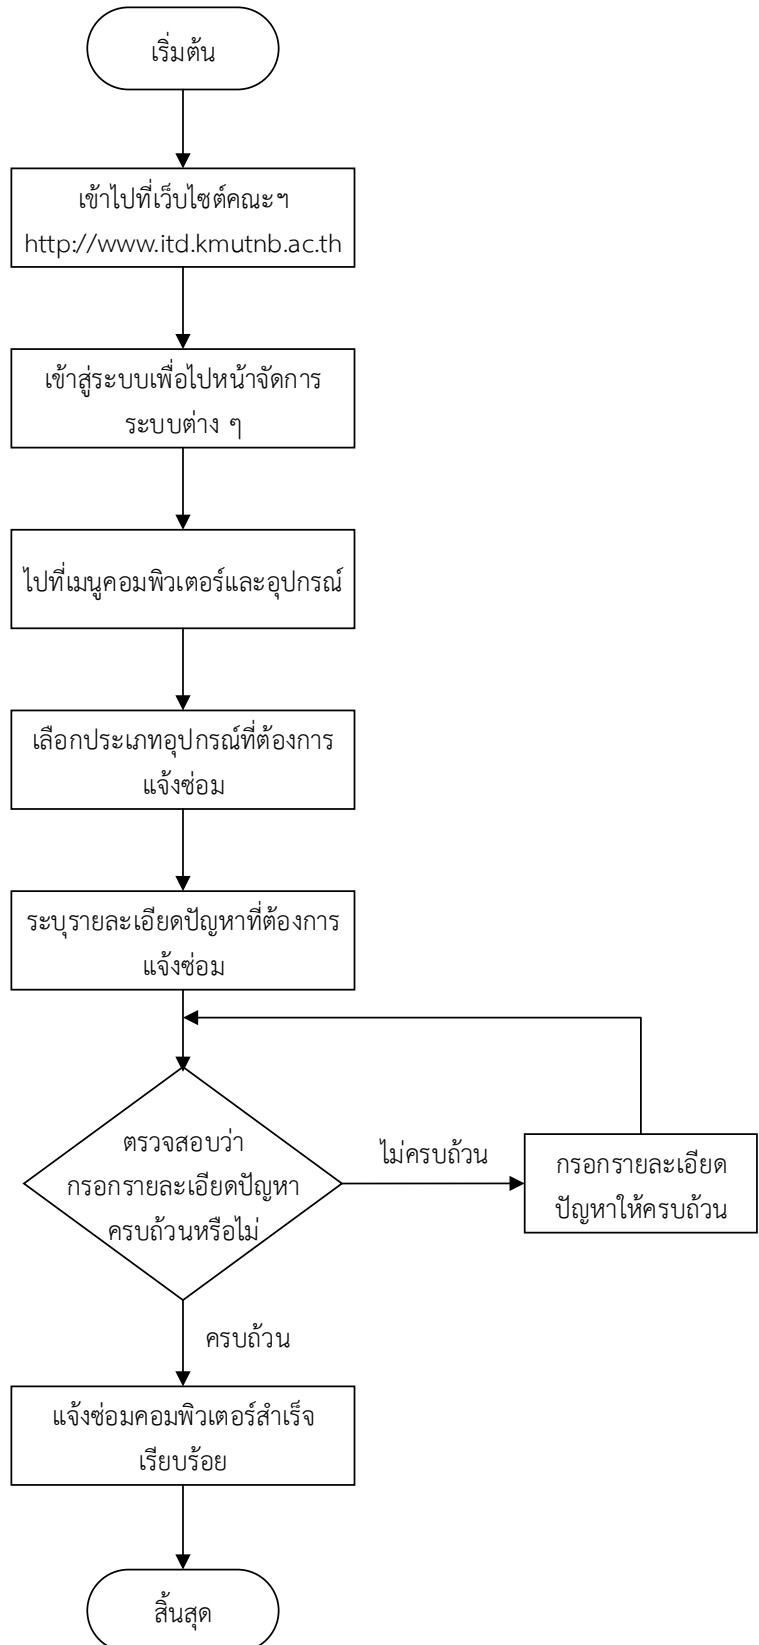 เริ่มต้น
เข้าไปที่เว็บไซต์คณะฯ
http://www.itd.kmutnb.ac.th
เข้าสู่ระบบเพื่อไปหน้าจัดการ
ระบบต่าง ๆ
ไปที่เมนูคอมพิวเตอร์และอุปกรณ์
เลือกประเภทอุปกรณ์ที่ต้องการ
แจ้งซ่อม
ระบุรายละเอียดปัญหาที่ต้องการ
แจ้งซ่อม
ตรวจสอบว่า
กรอกรายละเอียดปัญหา
ครบถ้วนหรือไม่
ไม่ครบถ้วน
กรอกรายละเอียด
ปัญหาให้ครบถ้วน
ครบถ้วน
แจ้งซ่อมคอมพิวเตอร์สำเร็จ
เรียบร้อย
สิ้นสุด